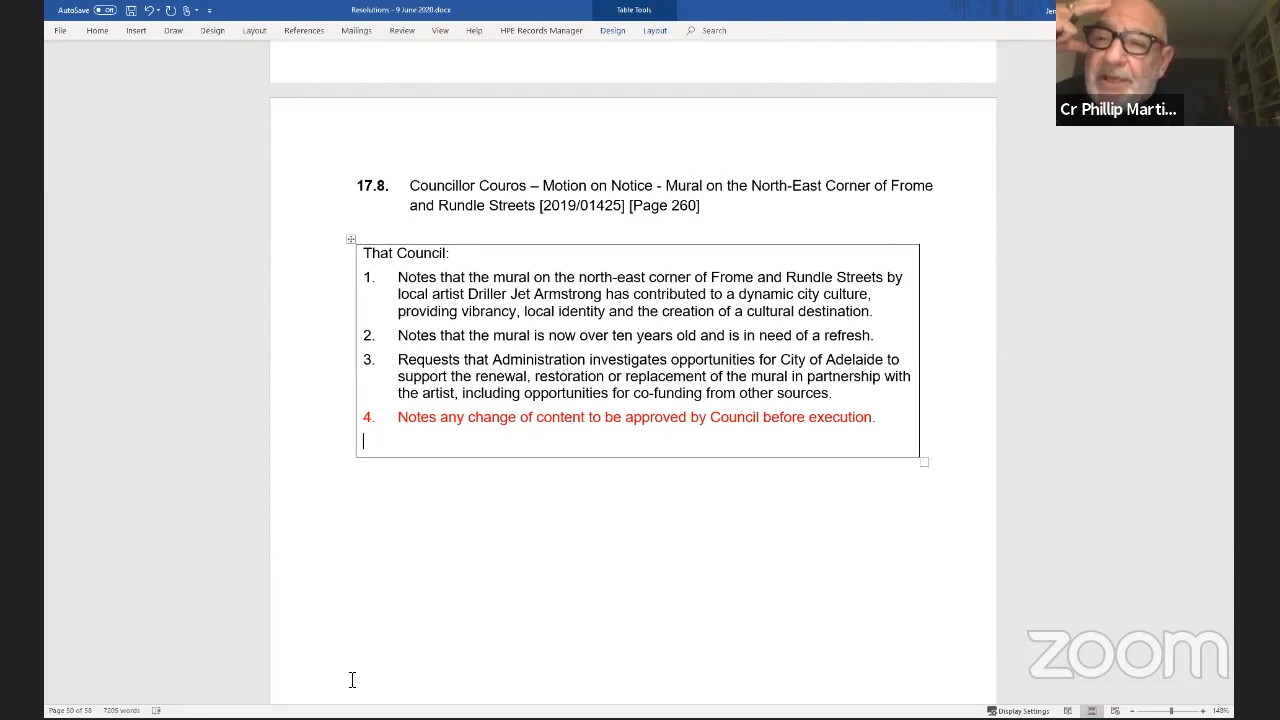 AutoSave Off
Resolutions - 9 June 2020.docx
Table Tools
File Home Insert Draw Design Layout References Mailings Review View Help HPE Records Manager Design Layout Search
Cr Phillip Marti...
17.8. Councillor Couros – Motion on Notice - Mural on the North-East Corner of Frome
and Rundle Streets [2019/01425] [Page 260]
That Council:
1. Notes that the mural on the north-east corner of Frome and Rundle Streets by
local artist Driller Jet Armstrong has contributed to a dynamic city culture,
providing vibrancy, local identity and the creation of a cultural destination.
2. Notes that the mural is now over ten years old and is in need of a refresh.
3. Requests that Administration investigates opportunities for City of Adelaide to
support the renewal, restoration or replacement of the mural in partnership with
the artist, including opportunities for co-funding from other sources.
4. Notes any change of content to be approved by Council before execution.
zoom
Page 50 of 58 7205 words
Display Settings
148%